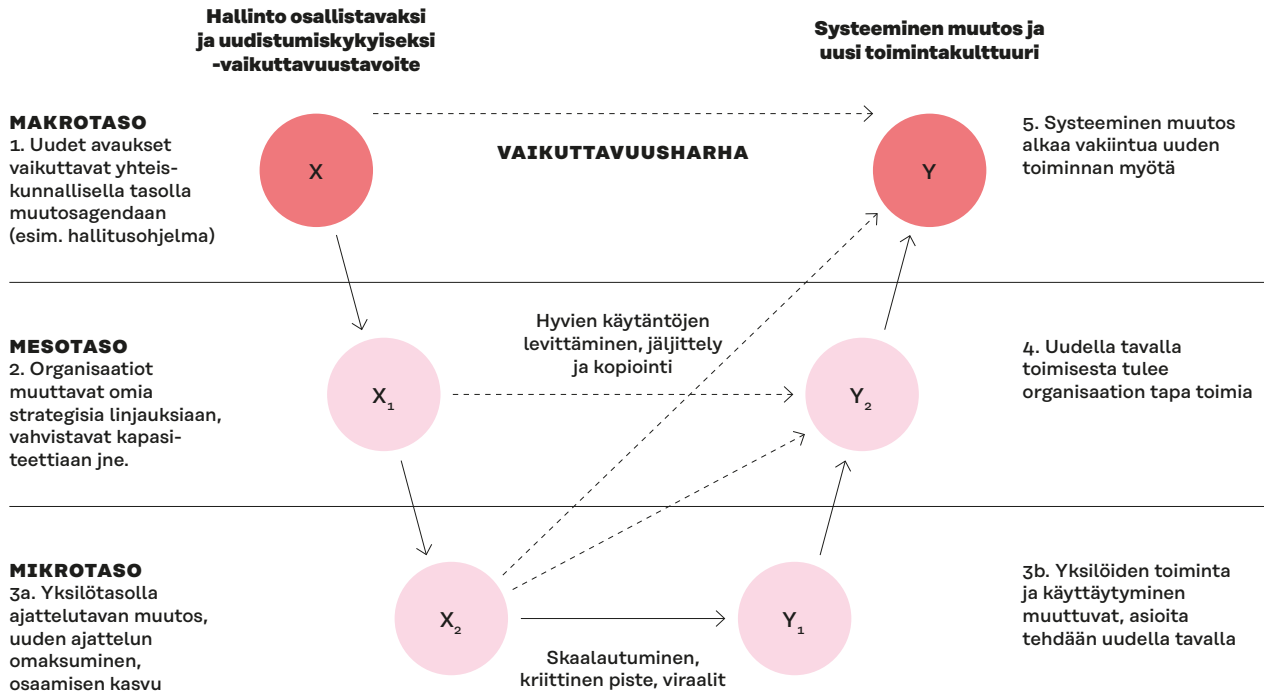 Hallinto osallistavaksi
ja uudistumiskykyiseksi
-vaikuttavuustavoite
Systeeminen muutos ja
uusi toimintakulttuuri
MAKROTASO
1. Uudet avaukset
vaikuttavat yhteis-
kunnallisella tasolla
muutosagendaan
(esim. hallitusohjelma)
X
VAIKUTTAVUUSHARHA
Y
5. Systeeminen muutos
alkaa vakiintua uuden
toiminnan myötä
MESOTASO
2. Organisaatiot
muuttavat omia
strategisia linjauksiaan,
vahvistavat kapasi-
teettiaan jne.
X₁
Hyvien käytäntöjen
levittäminen, jäljittely
ja kopiointi
Y₂
4. Uudella tavalla
toimisesta tulee
organisaation tapa toimia
MIKROTASO
3a. Yksilötasolla
ajattelutavan muutos,
uuden ajattelun
omaksuminen,
osaamisen kasvu
X₂
Skaalautuminen,
kriittinen piste, viraalit
Y₁
3b. Yksilöiden toiminta
ja käyttäytyminen
muuttuvat, asioita
tehdään uudella tavalla